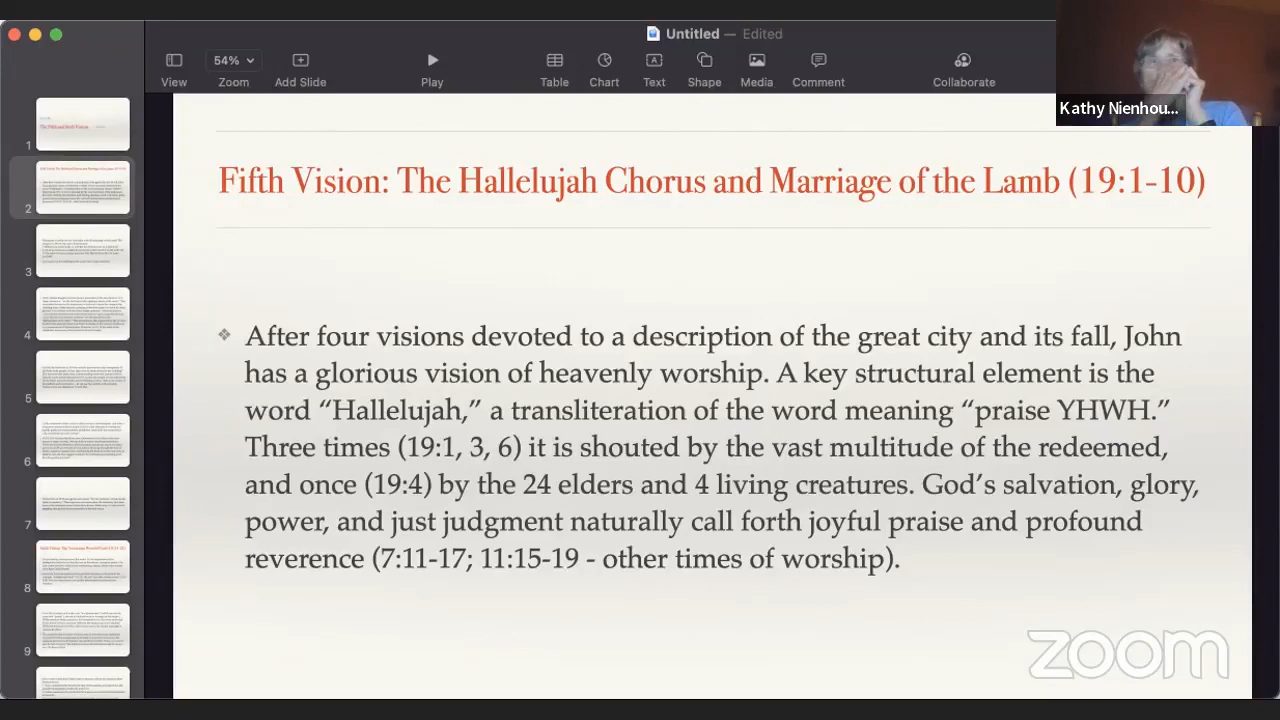 Untitled — Edited
54%
View
Zoom
Add Slide
Play
Table
Chart
Text
Shape
Media
Comment
Collaborate
Kathy Nienhou...
1
2
3
4
5
6
7
8
9
Fifth Vision: The Hallelujah Chorus and Marriage of the Lamb (19:1-10)
❖ After four visions devoted to a description of the great city and its fall, John
has a glorious vision of heavenly worship. A key structural element is the
word “Hallelujah,” a transliteration of the word meaning “praise YHWH.”
Three times (19:1, 3, 6) it is shouted by the vast multitude of the redeemed,
and once (19:4) by the 24 elders and 4 living creatures. God’s salvation, glory,
power, and just judgment naturally call forth joyful praise and profound
reverence (7:11-17; 11:15-19 - other times of worship).
zoom